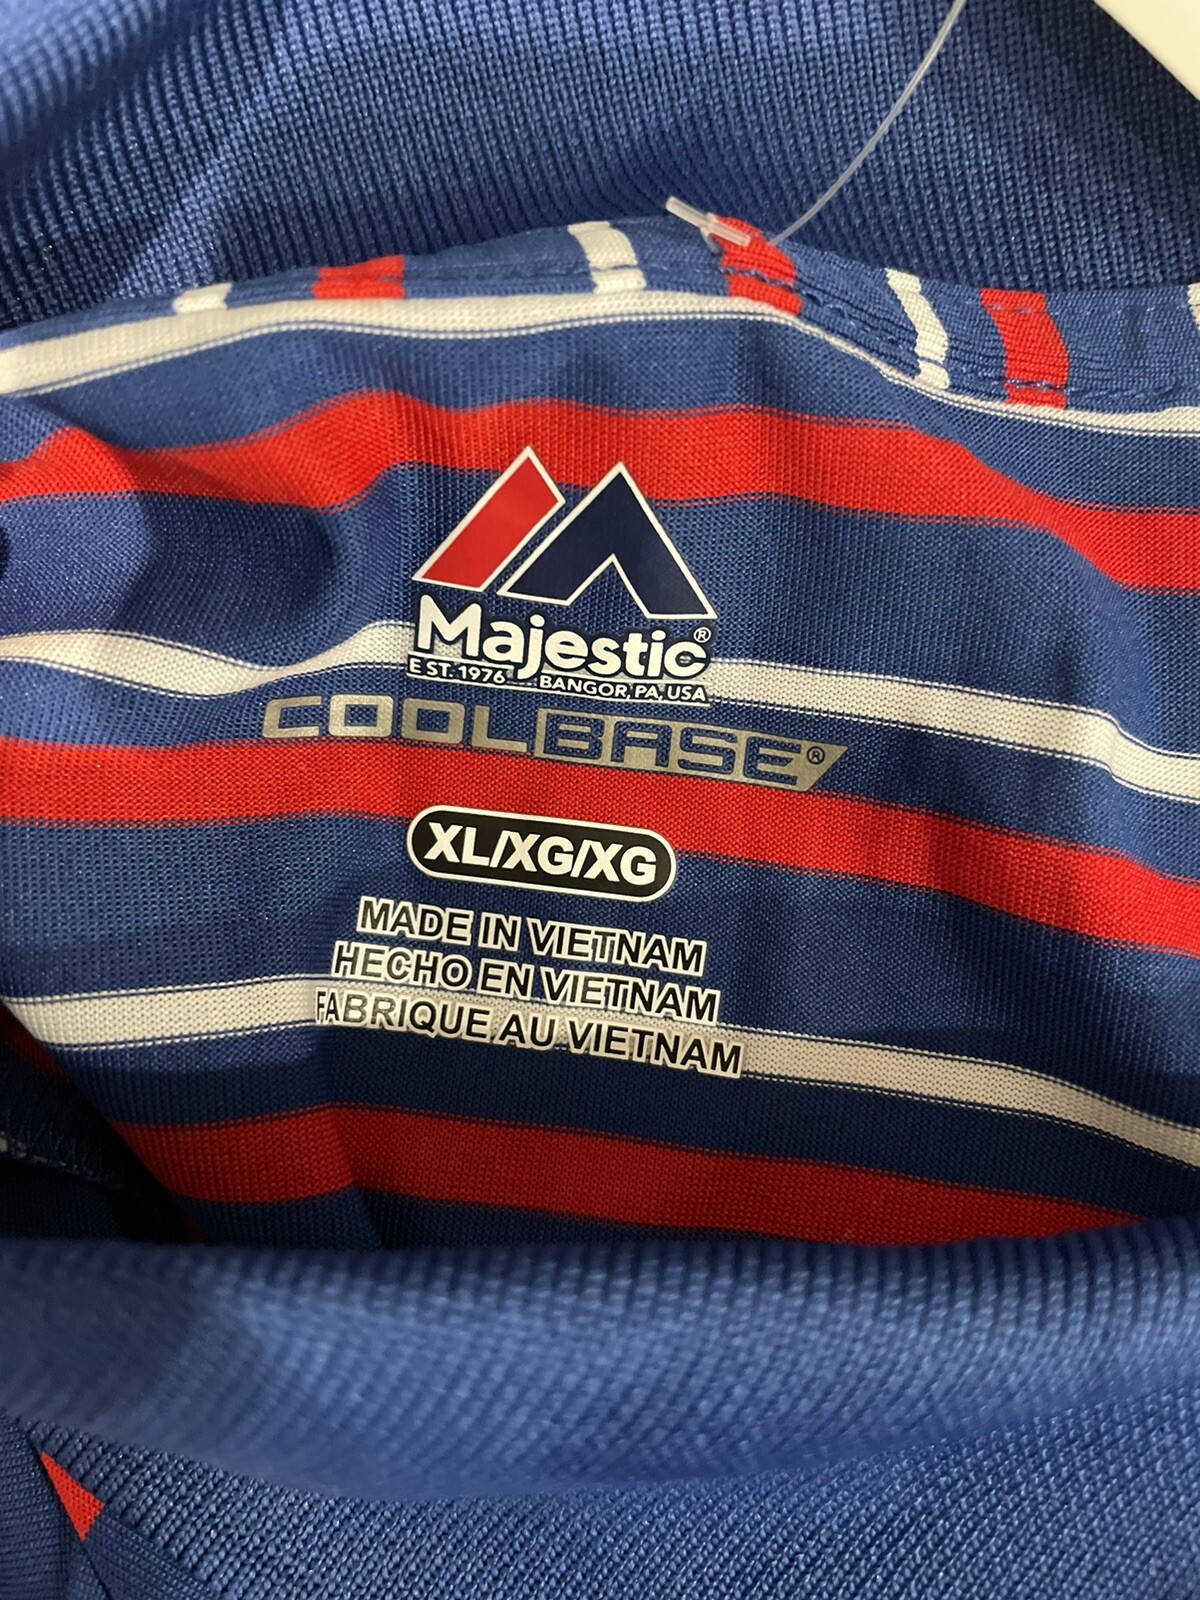 Majestic®
EST. 1976 BANGOR, PA, USA
COOLBASE®
XL/XG/XG
MADE IN VIETNAM
HECHO EN VIETNAM
FABRIQUE AU VIETNAM